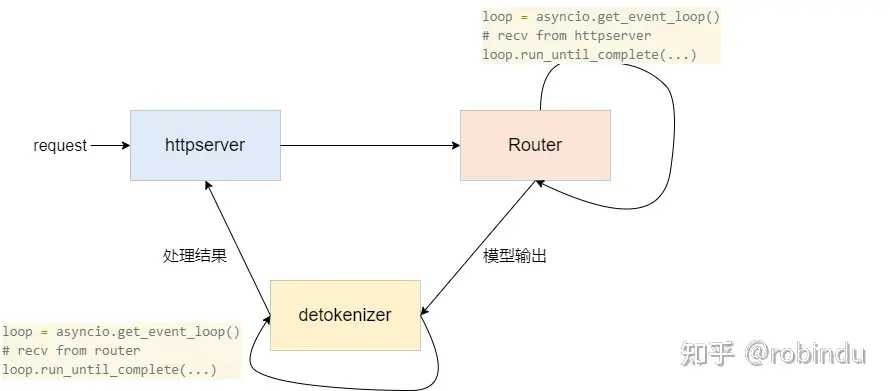 loop = asyncio.get_event_loop()
# recv from httpserver
loop.run_until_complete(...)
request
httpserver
Router
处理结果
模型输出
detokenizer
loop = asyncio.get_event_loop()
# recv from router
loop.run_until_complete(...)
知乎 @robindu